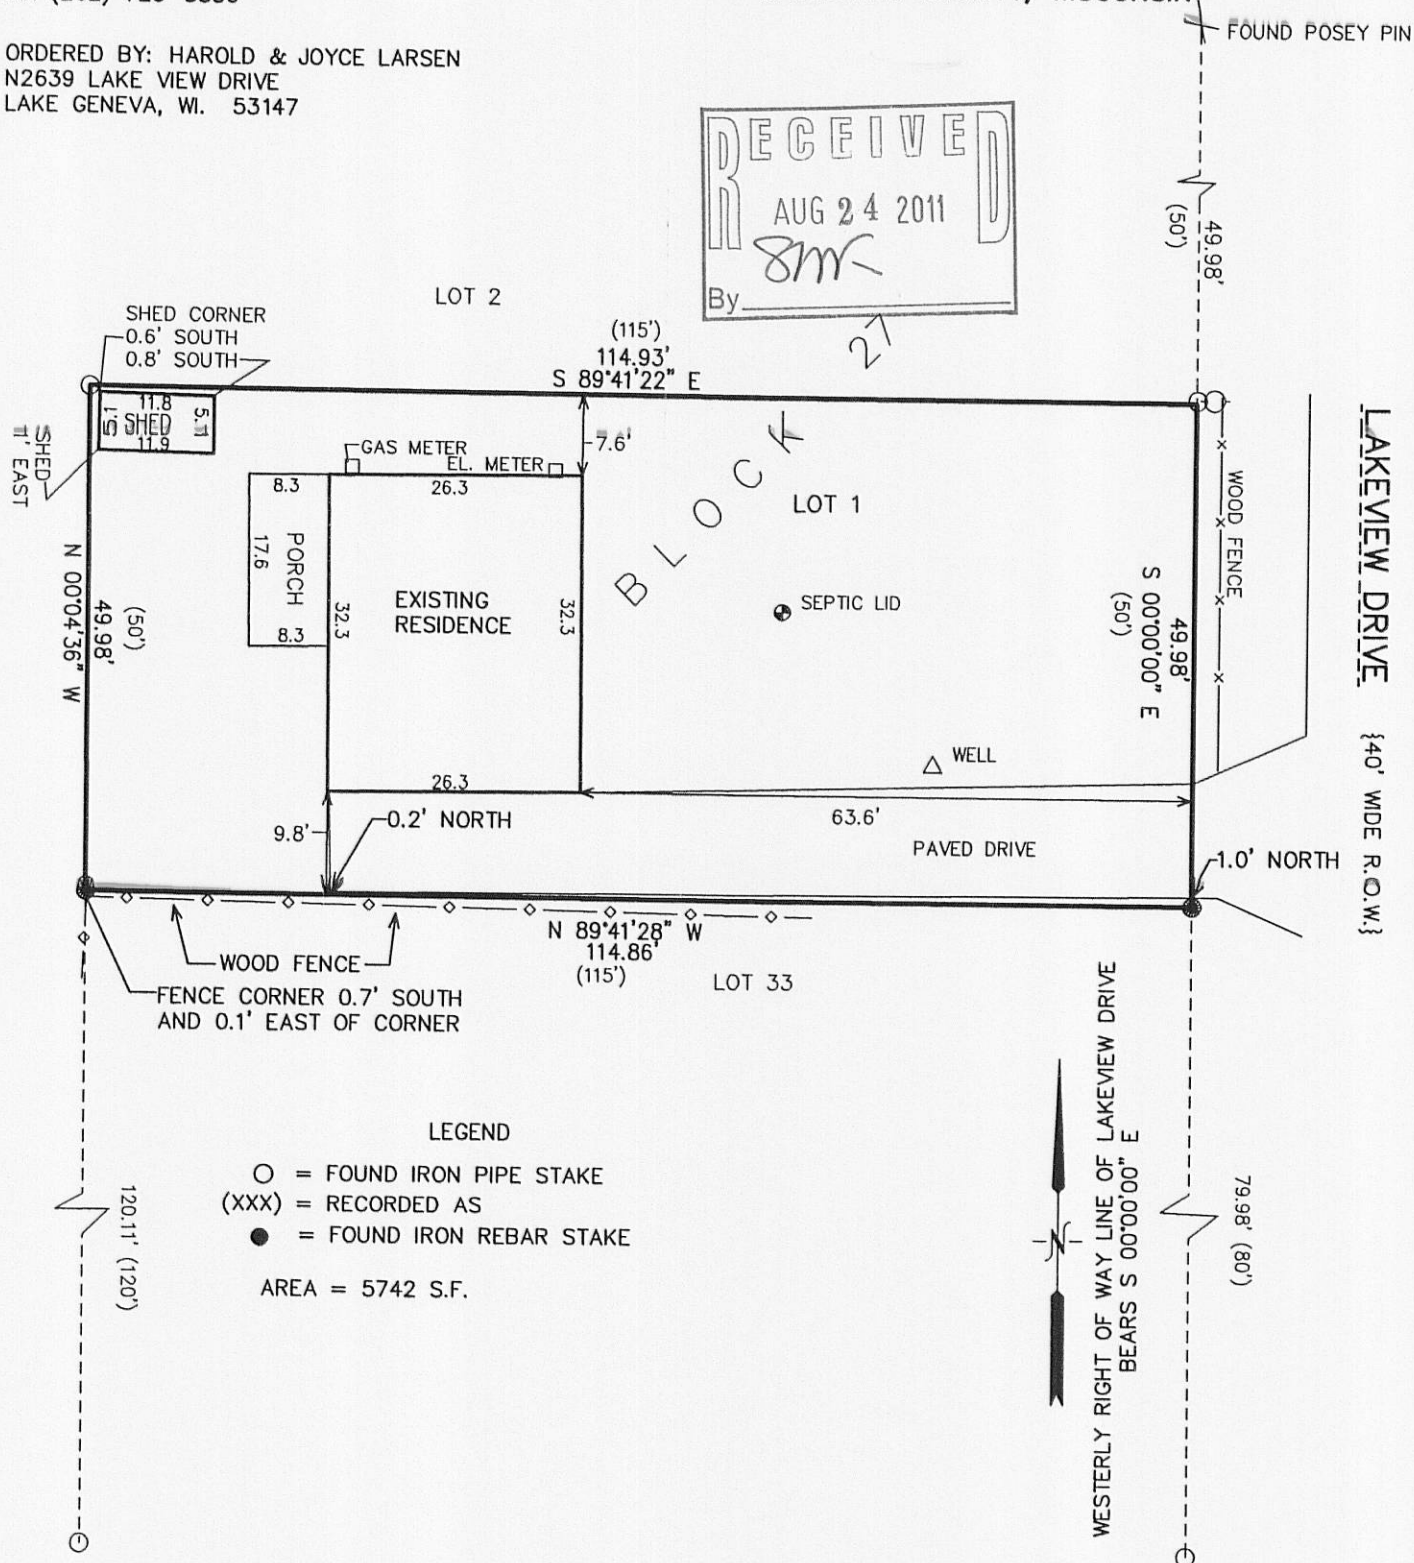 ORDERED BY: HAROLD & JOYCE LARSEN
N2639 LAKE VIEW DRIVE
LAKE GENEVA, WI. 53147
FOUND POSEY PIN
RECEIVED
AUG 24 2011
By
49.98'
(50')
LOT 2
SHED CORNER
0.6' SOUTH
0.8' SOUTH
(115')
114.93'
S 89°41'22" E
27
BLOCK
11.8
5.1
SHED
5.1
11.9
SHED
1' EAST
GAS METER
EL. METER
7.6'
8.3
26.3
LOT 1
PORCH
17.6
8.3
32.3
EXISTING
RESIDENCE
32.3
SEPTIC LID
WOOD FENCE
LAKEVIEW DRIVE
{40' WIDE R.O.W.}
49.98'
S 00°00'00" E
(50')
(50')
49.98'
N 00°04'36" W
WELL
26.3
63.6'
9.8'
0.2' NORTH
PAVED DRIVE
1.0' NORTH
N 89°41'28" W
114.86'
(115')
LOT 33
WOOD FENCE
FENCE CORNER 0.7' SOUTH
AND 0.1' EAST OF CORNER
LEGEND
= FOUND IRON PIPE STAKE
(XXX) = RECORDED AS
= FOUND IRON REBAR STAKE
AREA = 5742 S.F.
120.11' (120')
N
WESTERLY RIGHT OF WAY LINE OF LAKEVIEW DRIVE
BEARS S 00°00'00" E
79.98' (80')